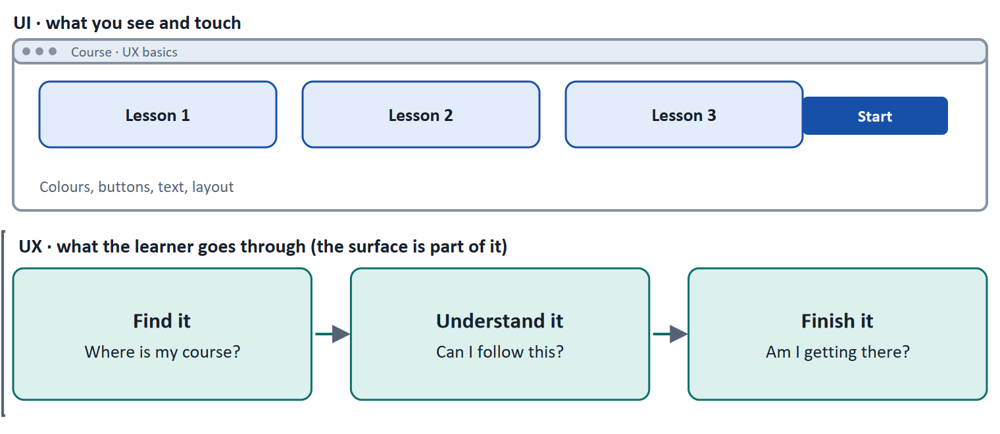 UI · what you see and touch
Course · UX basics
Lesson 1
Lesson 2
Lesson 3
Start
Colours, buttons, text, layout
UX · what the learner goes through (the surface is part of it)
Find it
Where is my course?
Understand it
Can I follow this?
Finish it
Am I getting there?